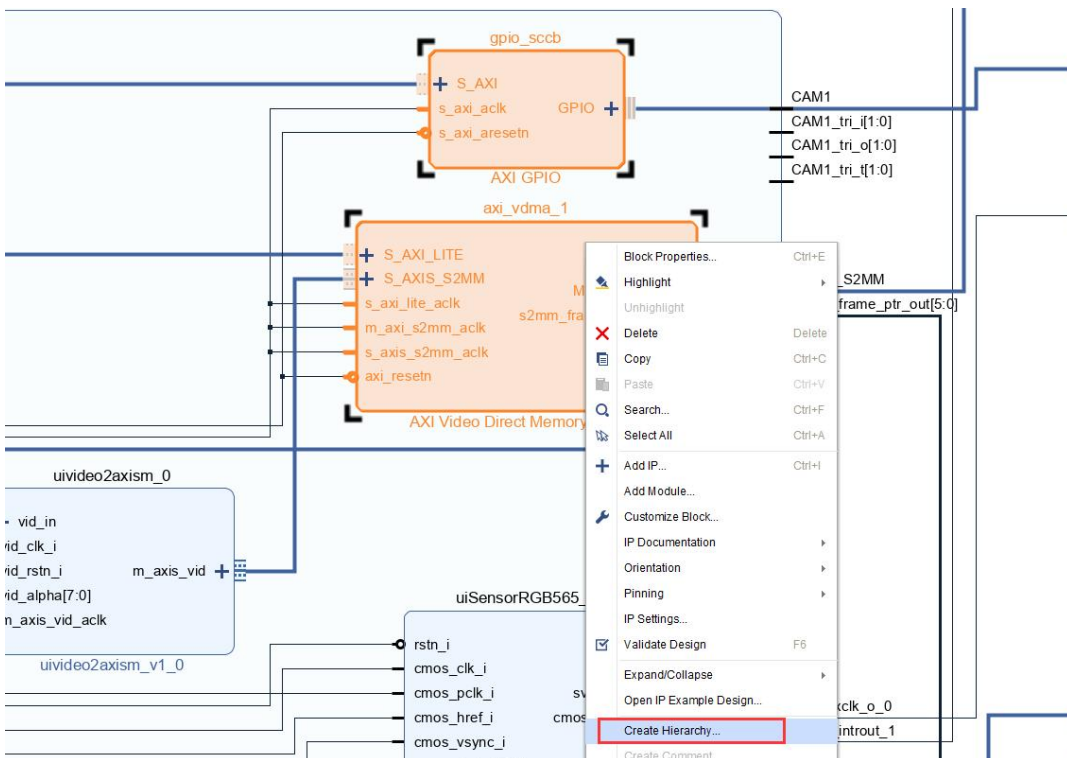 gpio_sccb
S_AXI
s_axi_aclk
GPIO
s_axi_aresetn
AXI GPIO
CAM1
CAM1_tri_i[1:0]
CAM1_tri_o[1:0]
CAM1_tri_t[1:0]
axi_vdma_1
S_AXI_LITE
S_AXIS_S2MM
M
s_axi_lite_aclk
s2mm_fra
m_axi_s2mm_aclk
s_axis_s2mm_aclk
axi_resetn
AXI Video Direct Memory
_S2MM
_frame_ptr_out[5:0]
Block Properties... Ctrl+E
Highlight
Unhighlight
Delete Delete
Copy Ctrl+C
Paste Ctrl+V
Search... Ctrl+F
Select All Ctrl+A
Add IP... Ctrl+I
Add Module...
Customize Block...
IP Documentation
Orientation
Pinning
IP Settings...
Validate Design F6
Expand/Collapse
Open IP Example Design...
Create Hierarchy...
Create Comment
uivideo2axism_0
vid_in
vid_clk_i
vid_rstn_i
m_axis_vid
vid_alpha[7:0]
m_axis_vid_aclk
uivideo2axism_v1_0
uiSensorRGB565_
rstn_i
cmos_clk_i
cmos_pclk_i
sv
cmos_href_i
cmos
cmos_vsync_i
xclk_o_0
introut_1